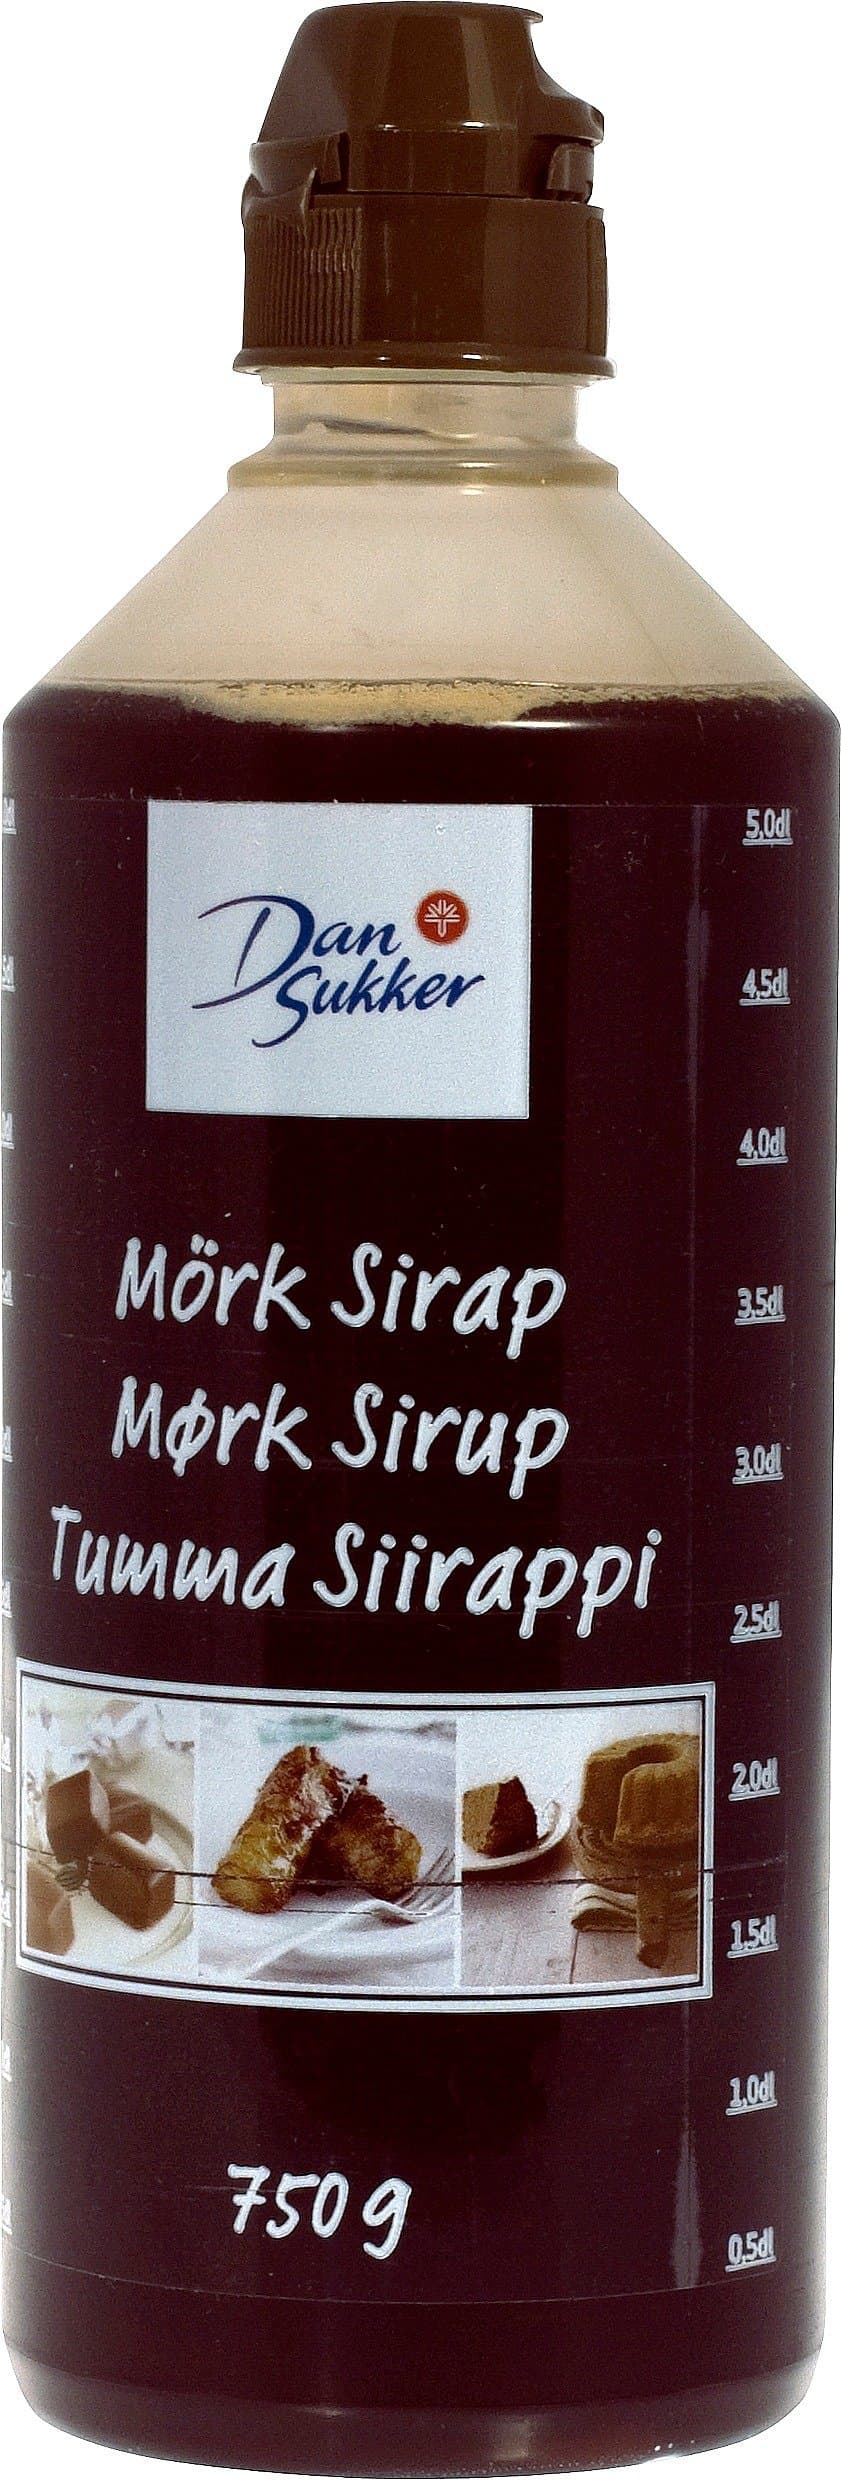 Dan
Sukker
Mörk Sirap
Mørk Sirup
Tumma Siirappi
750 g
5,0dl
4,5dl
4,0dl
3,5dl
3,0dl
2,5dl
2,0dl
1,5dl
1,0dl
0,5dl